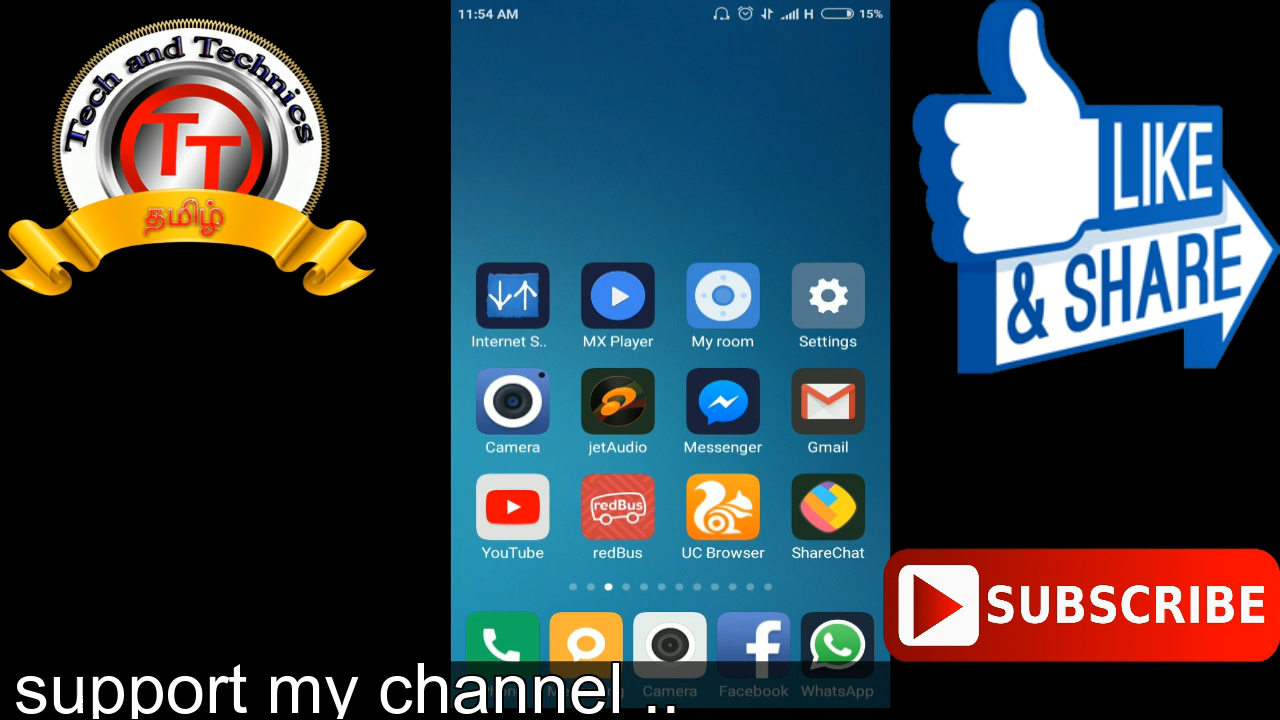 Tech and Technics
TT
தமிழ்
11:54 AM
H
15%
Internet S..
MX Player
My room
Settings
Camera
jetAudio
Messenger
Gmail
YouTube
redBus
redBus
UC Browser
ShareChat
Camera
Facebook
WhatsApp
LIKE
& SHARE
SUBSCRIBE
support my channel ..